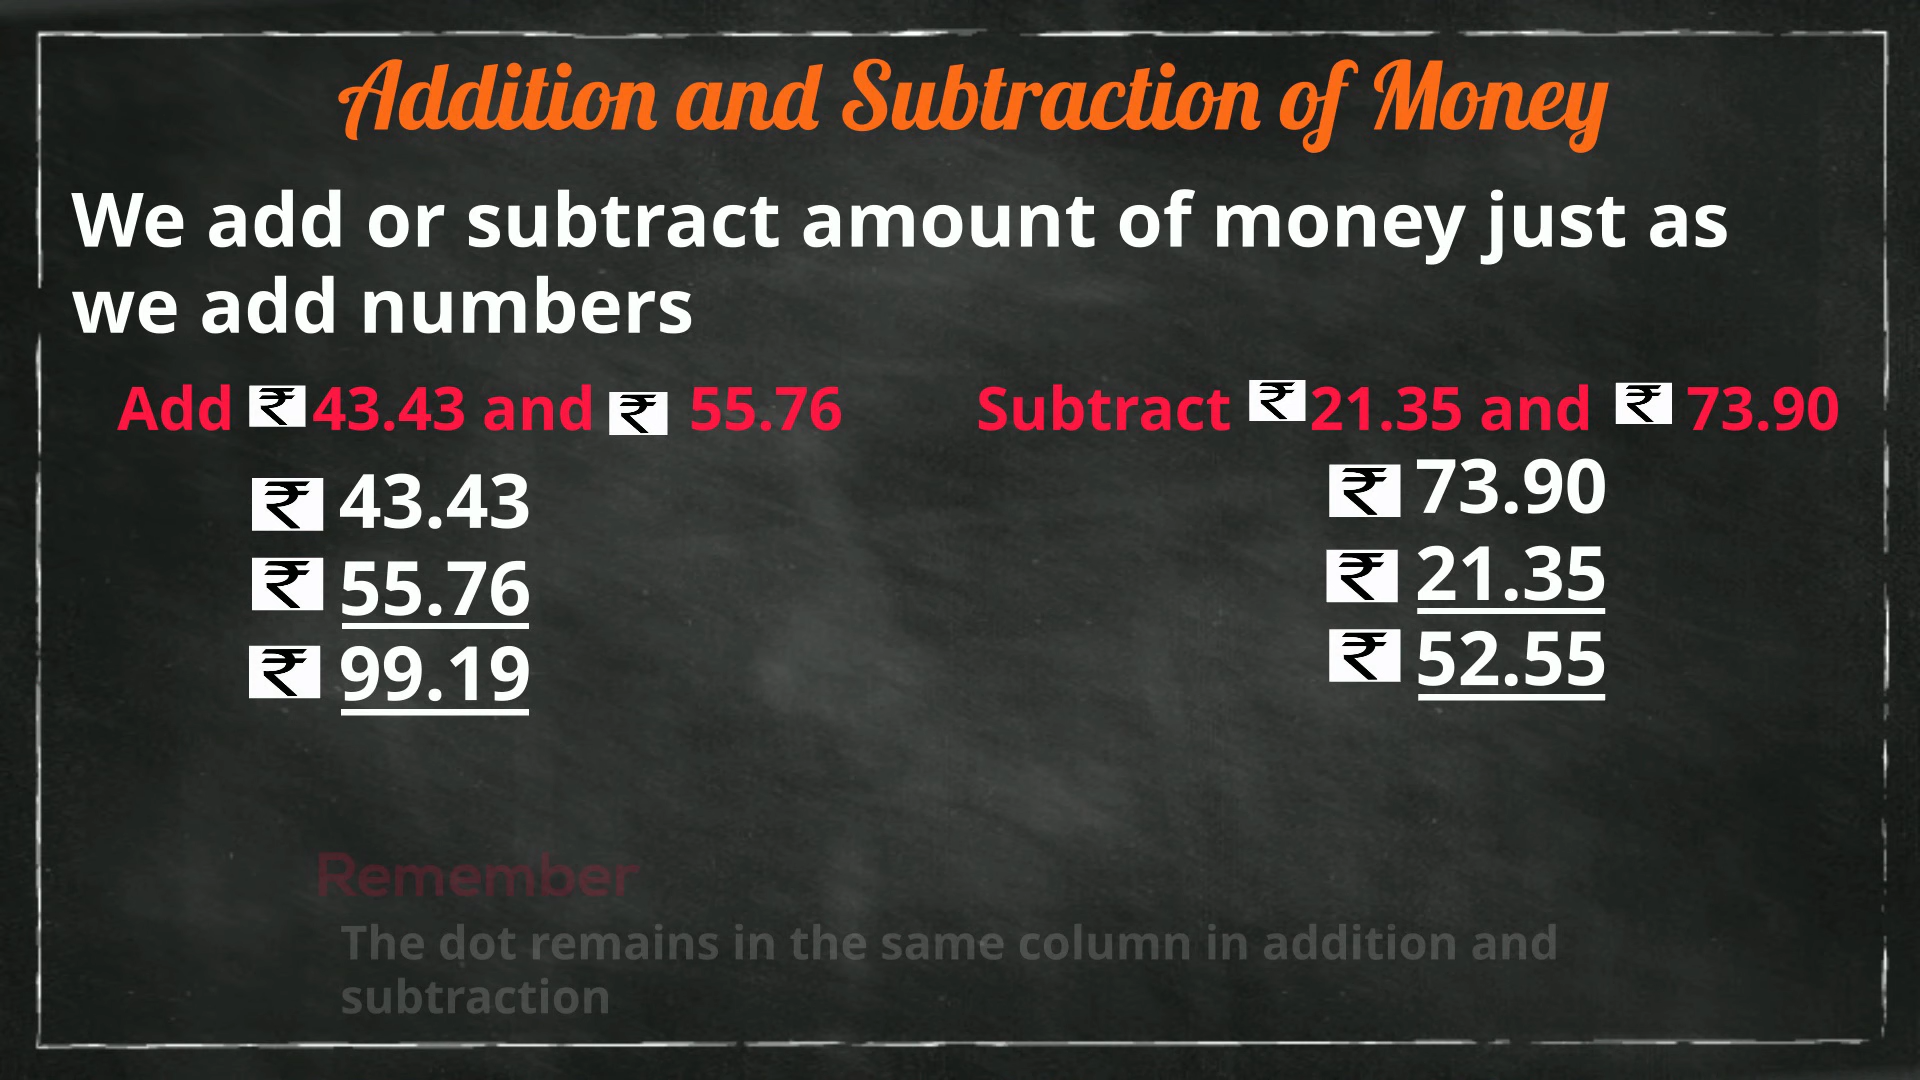 Addition and Subtraction of Money
We add or subtract amount of money just as
we add numbers
Add ₹ 43.43 and ₹ 55.76
Subtract ₹ 21.35 and ₹ 73.90
₹ 43.43
₹ 55.76
₹ 99.19
₹ 73.90
₹ 21.35
₹ 52.55
Remember
The dot remains in the same column in addition and
subtraction